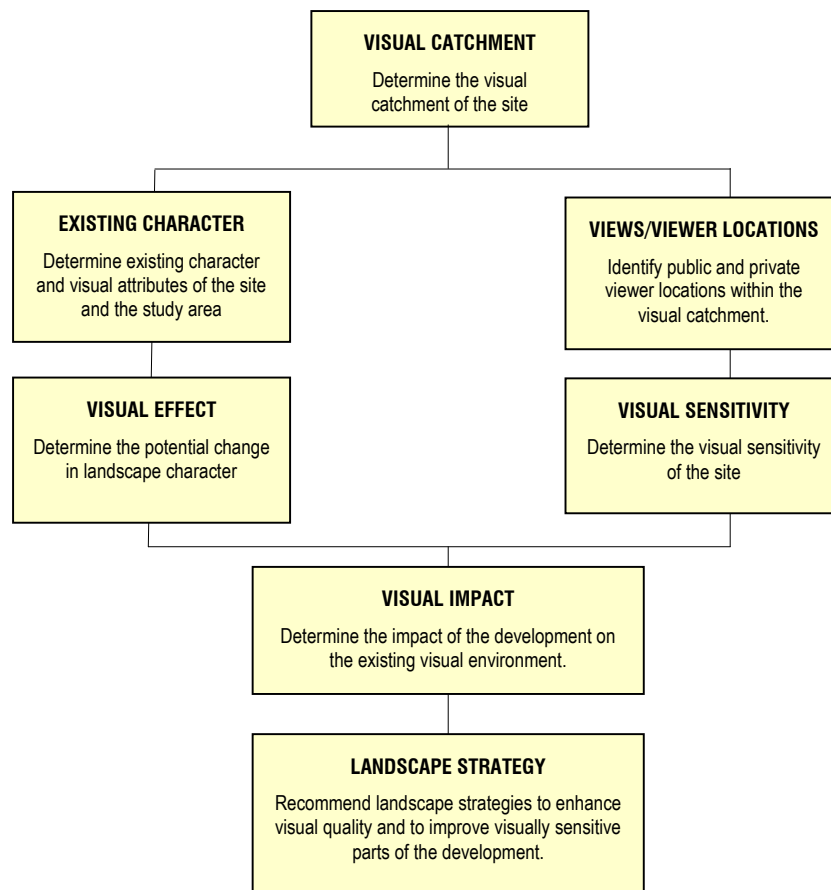 VISUAL CATCHMENT
Determine the visual
catchment of the site
EXISTING CHARACTER
Determine existing character
and visual attributes of the site
and the study area
VIEWS/VIEWER LOCATIONS
Identify public and private
viewer locations within the
visual catchment.
VISUAL EFFECT
Determine the potential change
in landscape character
VISUAL SENSITIVITY
Determine the visual sensitivity
of the site
VISUAL IMPACT
Determine the impact of the development on
the existing visual environment.
LANDSCAPE STRATEGY
Recommend landscape strategies to enhance
visual quality and to improve visually sensitive
parts of the development.